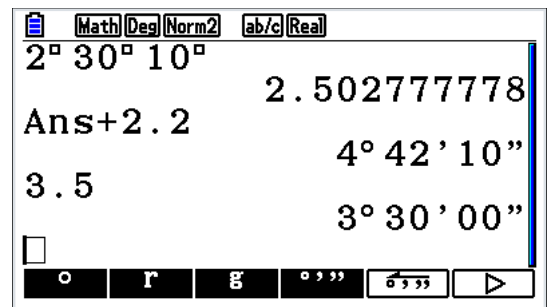 Math Deg Norm2 ab/c Real
2° 30° 10°
2.502777778
Ans+2.2
4°42'10"
3.5
3°30'00"
° r g °,,, °,,, ▷